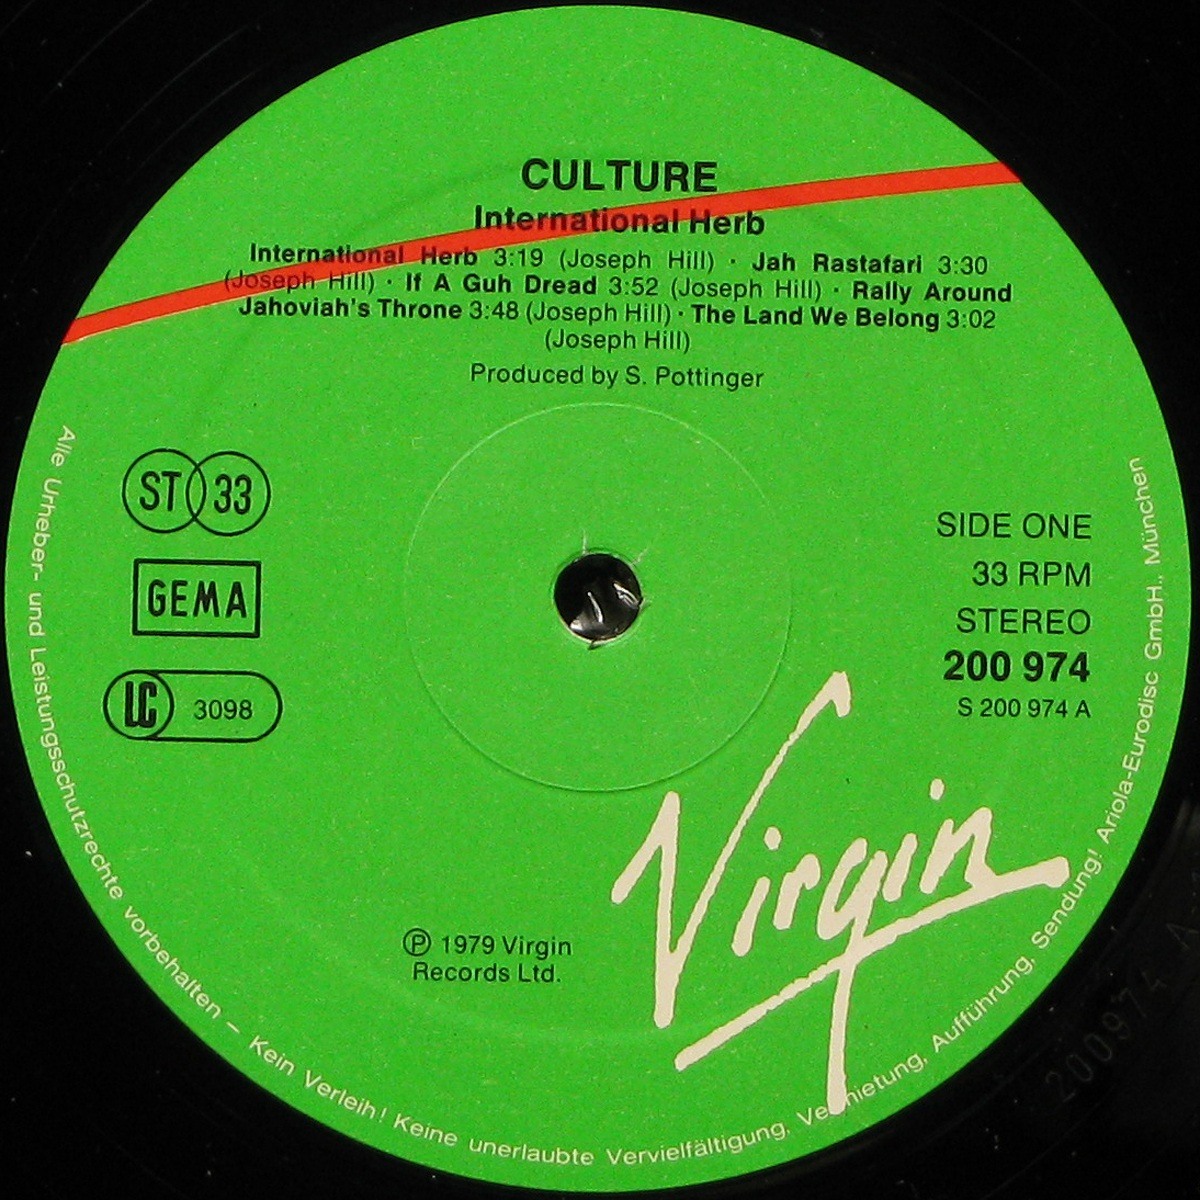 CULTURE
International Herb
International Herb 3:19 (Joseph Hill) · Jah Rastafari 3:30
(Joseph Hill) · If A Guh Dread 3:52 (Joseph Hill) · Rally Around
Jahoviah's Throne 3:48 (Joseph Hill) · The Land We Belong 3:02
(Joseph Hill)
Produced by S. Pottinger
ST 33
GEMA
LC 3098
SIDE ONE
33 RPM
STEREO
200 974
S 200 974 A
Virgin
℗ 1979 Virgin
Records Ltd.
Alle Urheber- und Leistungsschutzrechte vorbehalten – Kein Verleih! Keine unerlaubte Vervielfältigung, Vermietung, Aufführung, Sendung! Ariola-Eurodisc GmbH., München
200974 A